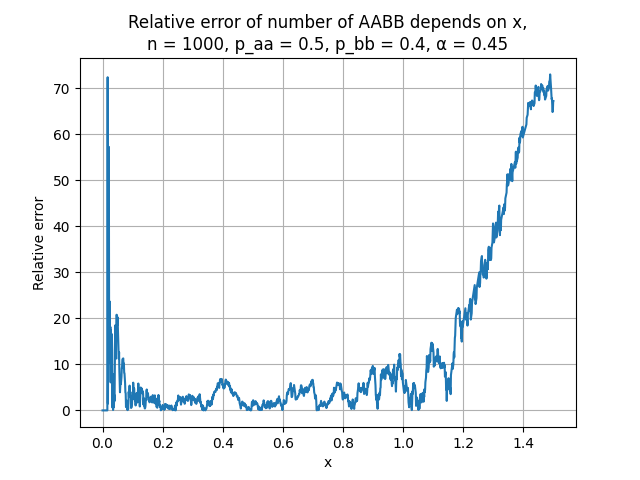 Relative error of number of AABB depends on x,
n = 1000, p_aa = 0.5, p_bb = 0.4, α = 0.45
70
60
50
40
30
20
10
0
Relative error
0.0 0.2 0.4 0.6 0.8 1.0 1.2 1.4
x